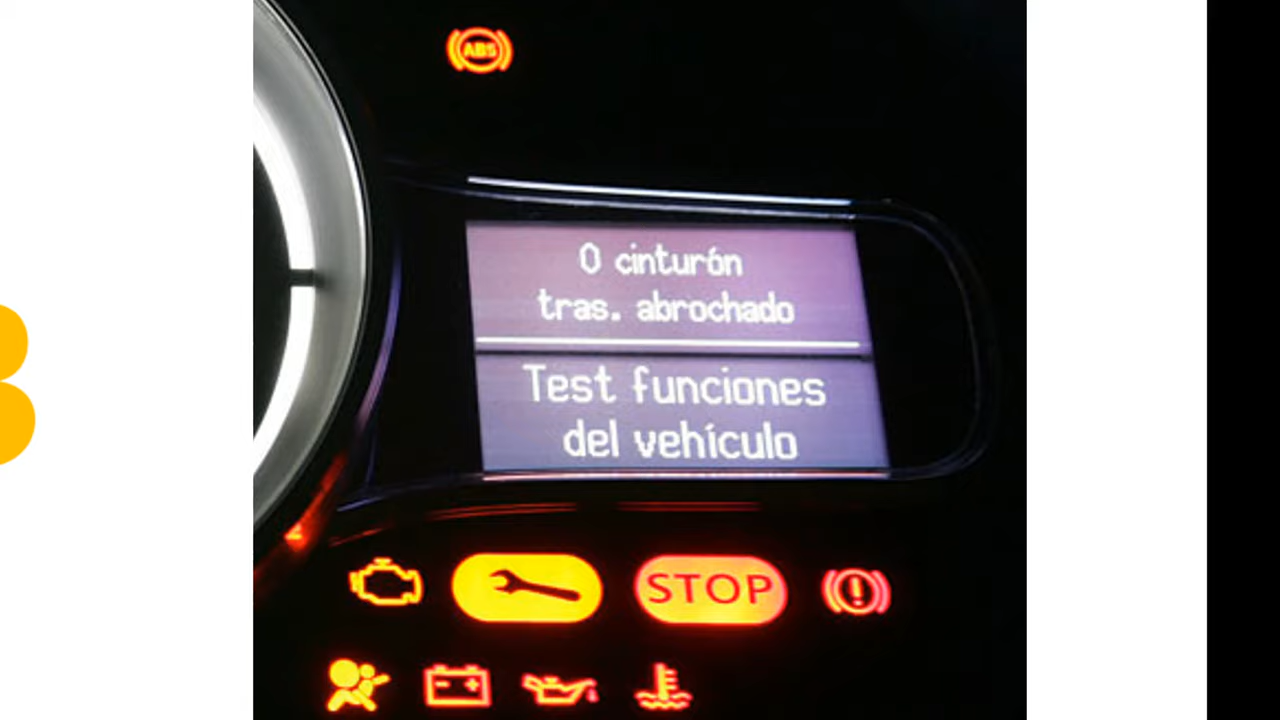 ABS
0 cinturón
tras. abrochado
Test funciones
del vehículo
STOP